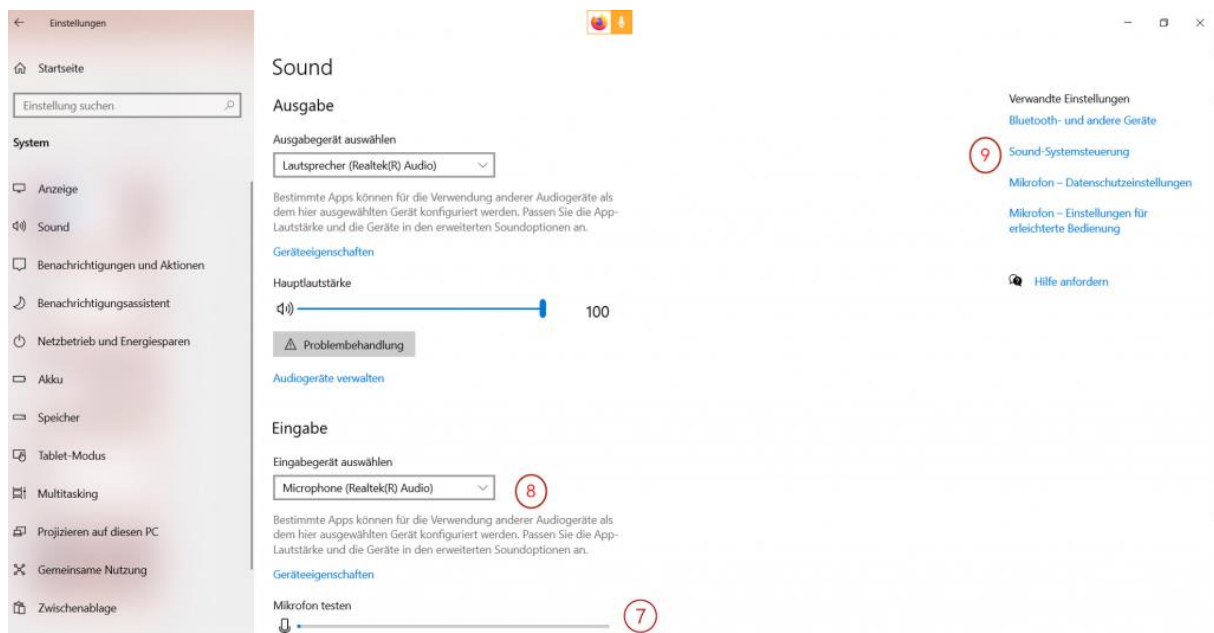 Einstellungen
Startseite
Einstellung suchen
System
Anzeige
Sound
Benachrichtigungen und Aktionen
Benachrichtigungsassistent
Netzbetrieb und Energiesparen
Akku
Speicher
Tablet-Modus
Multitasking
Projizieren auf diesen PC
Gemeinsame Nutzung
Zwischenablage
Sound
Ausgabe
Ausgabegerät auswählen
Lautsprecher (Realtek(R) Audio)
Bestimmte Apps können für die Verwendung anderer Audiogeräte als
dem hier ausgewählten Gerät konfiguriert werden. Passen Sie die App-
Lautstärke und die Geräte in den erweiterten Soundoptionen an.
Geräteeigenschaften
Hauptlautstärke
100
Problembehandlung
Audiogeräte verwalten
Eingabe
Eingabegerät auswählen
Microphone (Realtek(R) Audio)
8
Bestimmte Apps können für die Verwendung anderer Audiogeräte als
dem hier ausgewählten Gerät konfiguriert werden. Passen Sie die App-
Lautstärke und die Geräte in den erweiterten Soundoptionen an.
Geräteeigenschaften
Mikrofon testen
7
Verwandte Einstellungen
Bluetooth- und andere Geräte
9
Sound-Systemsteuerung
Mikrofon – Datenschutzeinstellungen
Mikrofon – Einstellungen für
erleichterte Bedienung
Hilfe anfordern